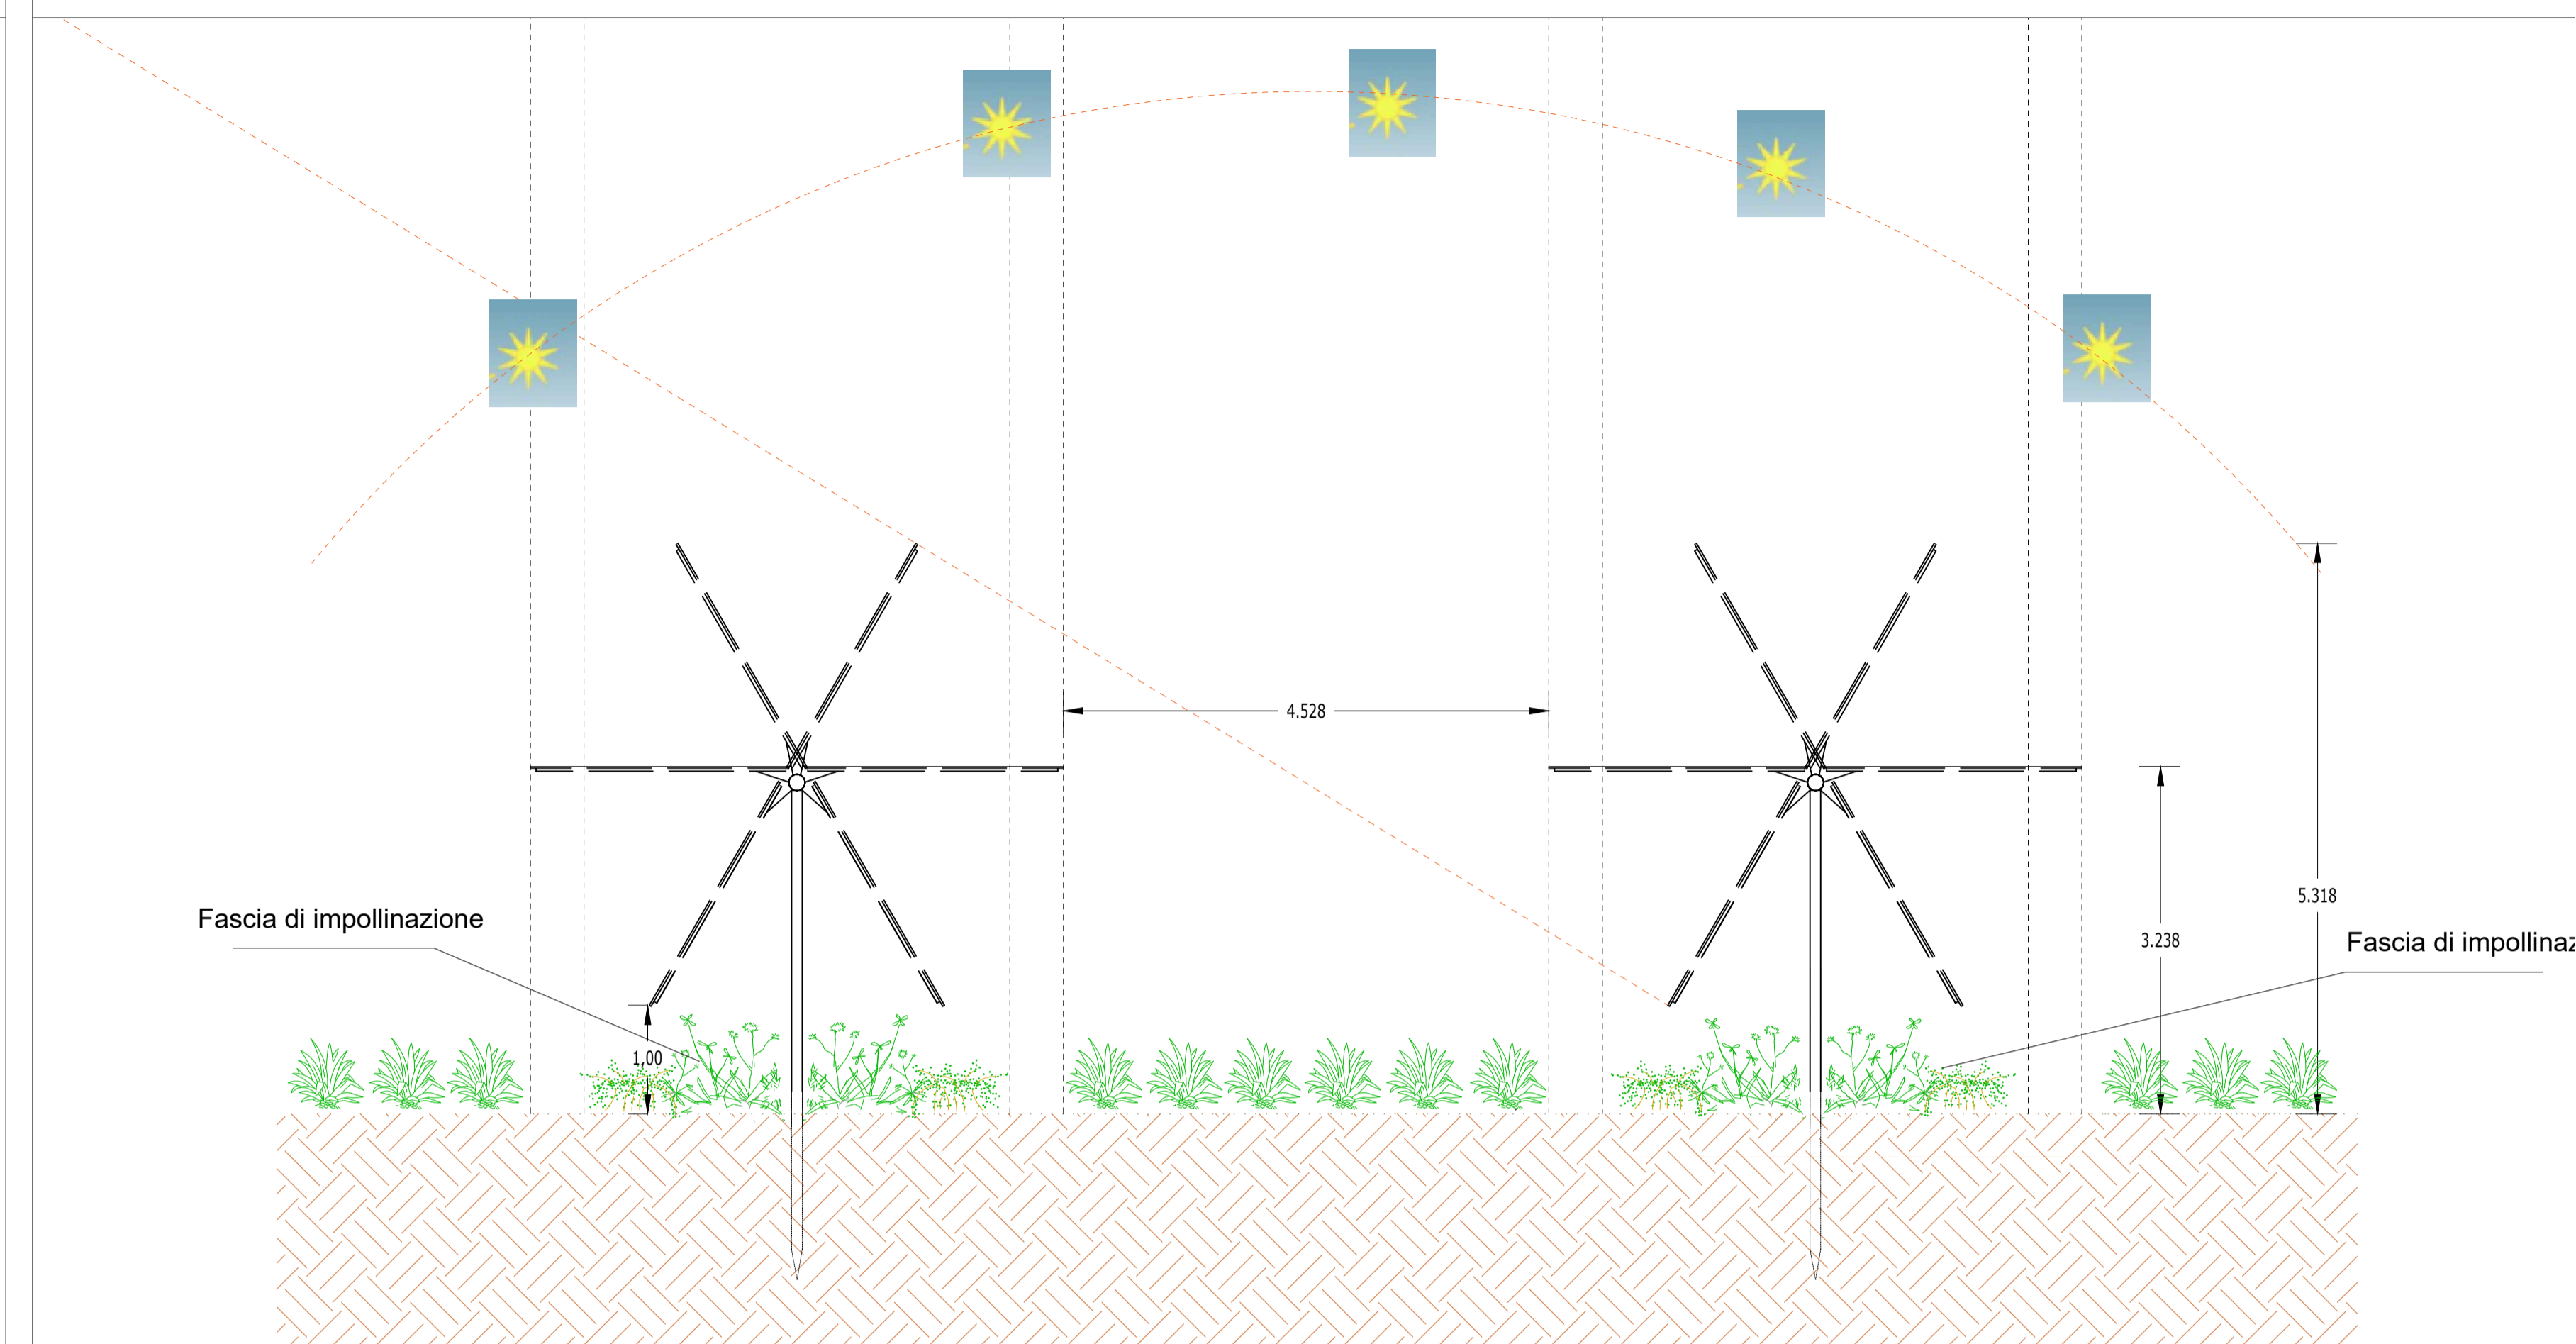 4.528
5.318
Fascia di impollinazione
3.238
Fascia di impollinaz
1,00